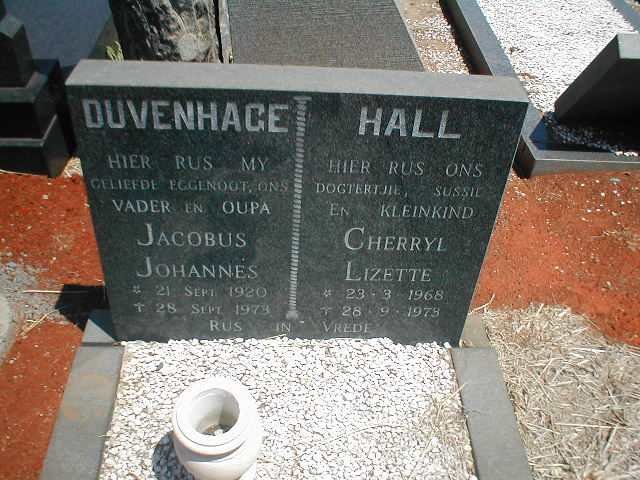 DUVENHAGE
HIER RUS MY
GELIEFDE EGGENOOT, ONS
VADER EN OUPA
JACOBUS
JOHANNES
* 21 SEPT. 1920
† 28 SEPT. 1973
HALL
HIER RUS ONS
DOGTERTJIE, SUSSIE
EN KLEINKIND
CHERRYL
LIZETTE
* 23-3-1968
† 28-9-1973
RUS IN VREDE